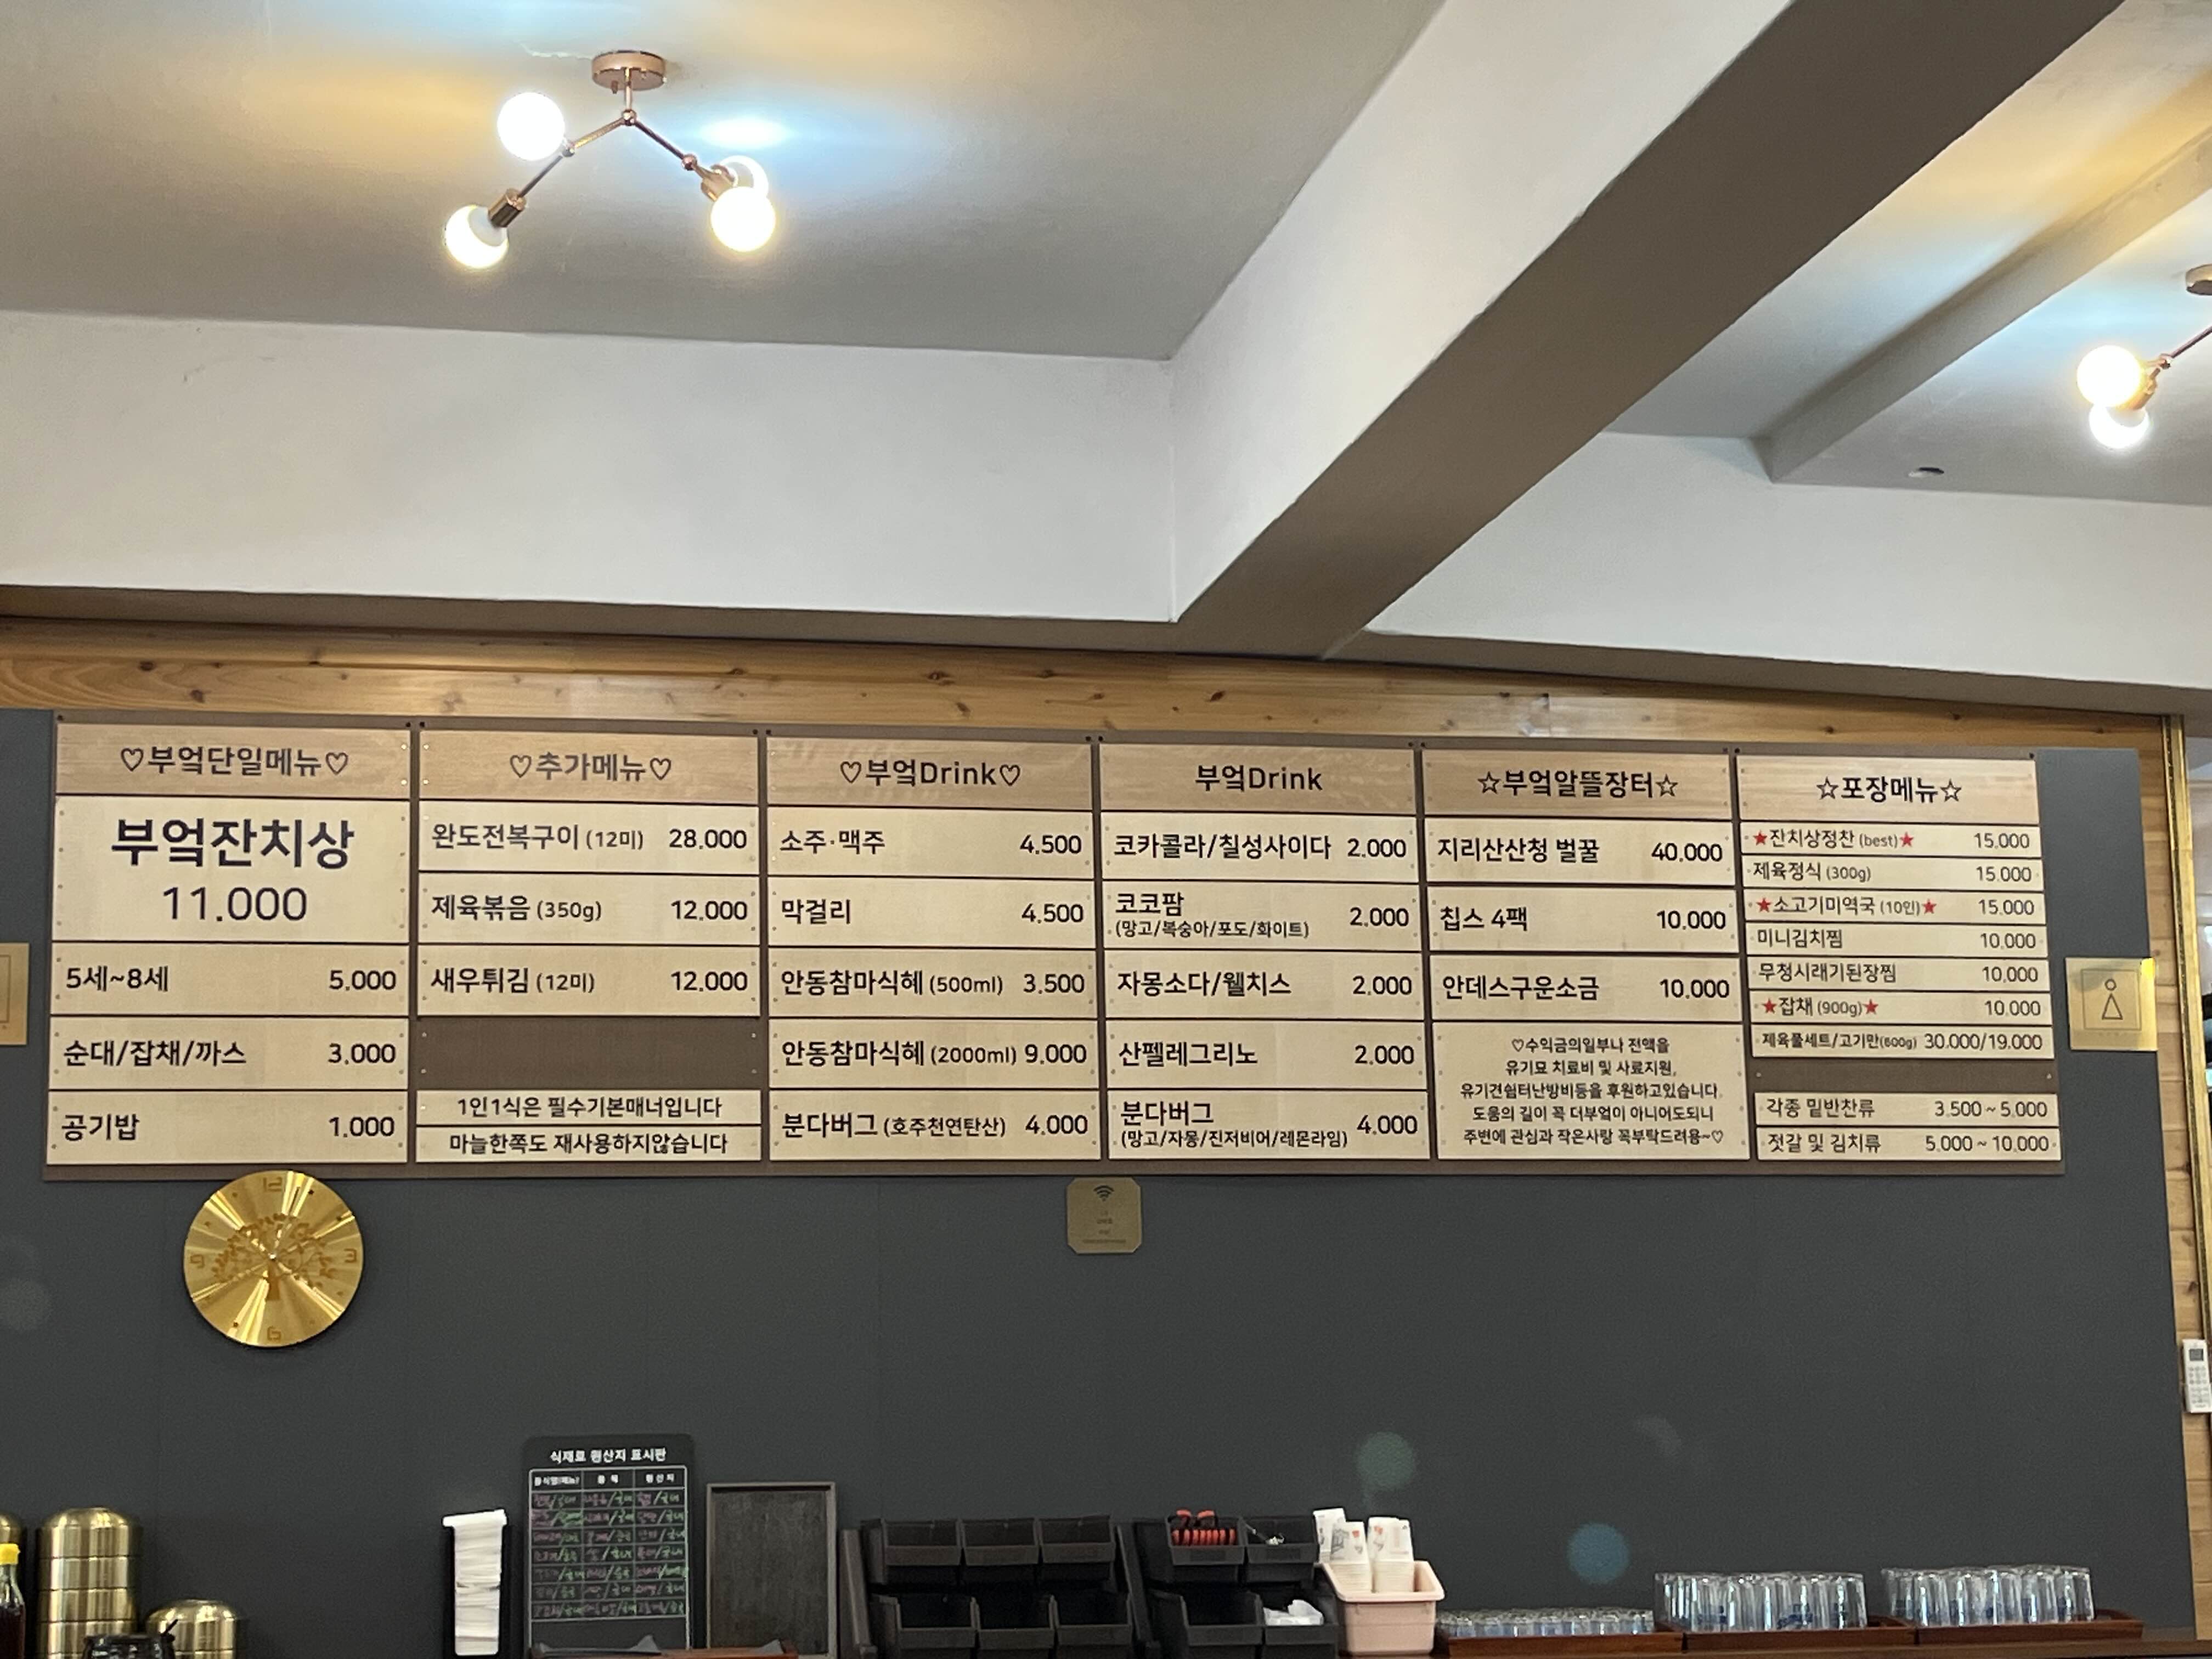 ♡부엌단일메뉴♡
부엌잔치상
11.000
5세~8세 5.000
순대/잡채/까스 3.000
공기밥 1.000
♡추가메뉴♡
완도전복구이 (12미) 28.000
제육볶음 (350g) 12.000
새우튀김 (12미) 12.000
1인1식은 필수기본매너입니다
마늘한쪽도 재사용하지않습니다
♡부엌Drink♡
소주·맥주 4.500
막걸리 4.500
안동참마식혜 (500ml) 3.500
안동참마식혜 (2000ml) 9.000
분다버그 (호주천연탄산) 4.000
부엌Drink
코카콜라/칠성사이다 2.000
코코팜 2.000
(망고/복숭아/포도/화이트)
자몽소다/웰치스 2.000
산펠레그리노 2.000
분다버그 4.000
(망고/자몽/진저비어/레몬라임)
☆부엌알뜰장터☆
지리산산청 벌꿀 40.000
칩스 4팩 10.000
안데스구운소금 10.000
♡수익금의일부나 전액을
유기묘 치료비 및 사료지원,
유기견쉼터난방비등을 후원하고있습니다.
도움의 길이 꼭 더부엌이 아니어도되니
주변에 관심과 작은사랑 꼭부탁드려용~♡
☆포장메뉴☆
★잔치상정찬 (best)★ 15.000
제육정식 (300g) 15.000
★소고기미역국 (10인)★ 15.000
미니김치찜 10.000
무청시래기된장찜 10.000
★잡채 (900g)★ 10.000
제육풀세트/고기만(600g) 30.000/19.000
각종 밑반찬류 3.500 ~ 5.000
젓갈 및 김치류 5.000 ~ 10.000
12
9 3
6
식재료 원산지 표시판
음식명(메뉴) 품 목 원 산 지